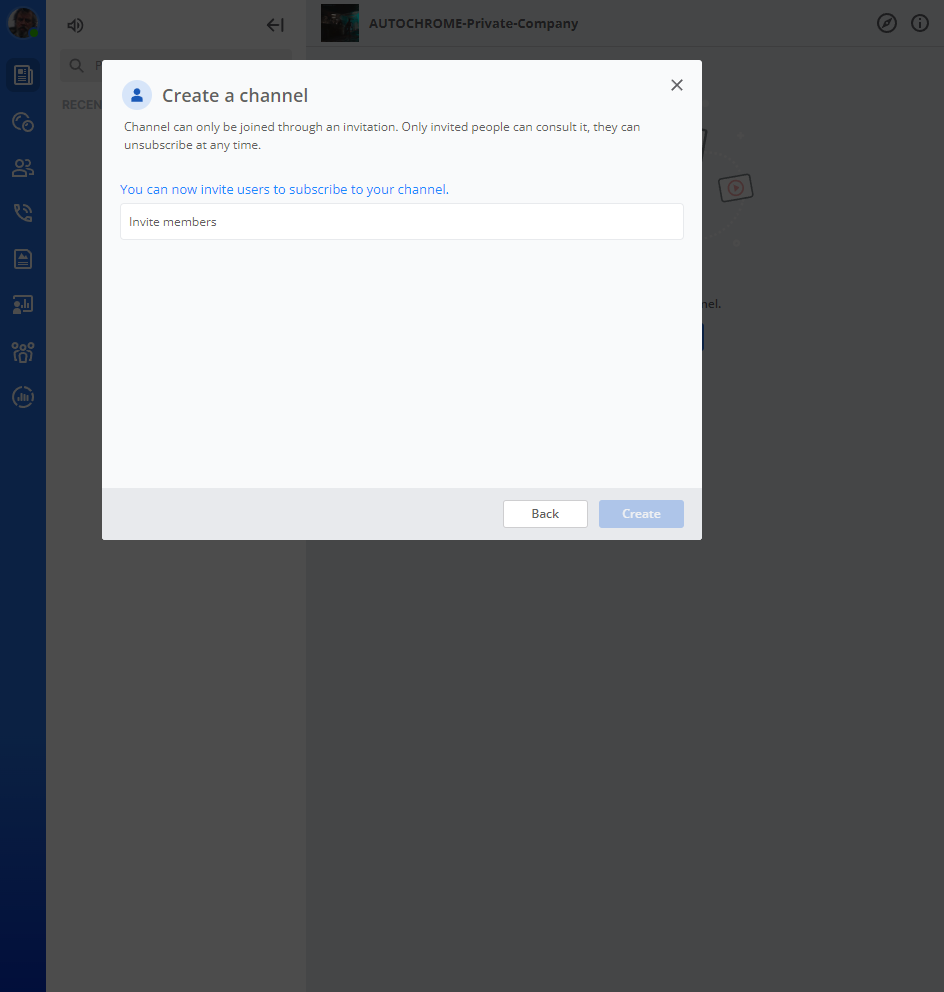 AUTOCHROME-Private-Company
RECEN
Create a channel
Channel can only be joined through an invitation. Only invited people can consult it, they can
unsubscribe at any time.
You can now invite users to subscribe to your channel.
Invite members
nel.
Back
Create